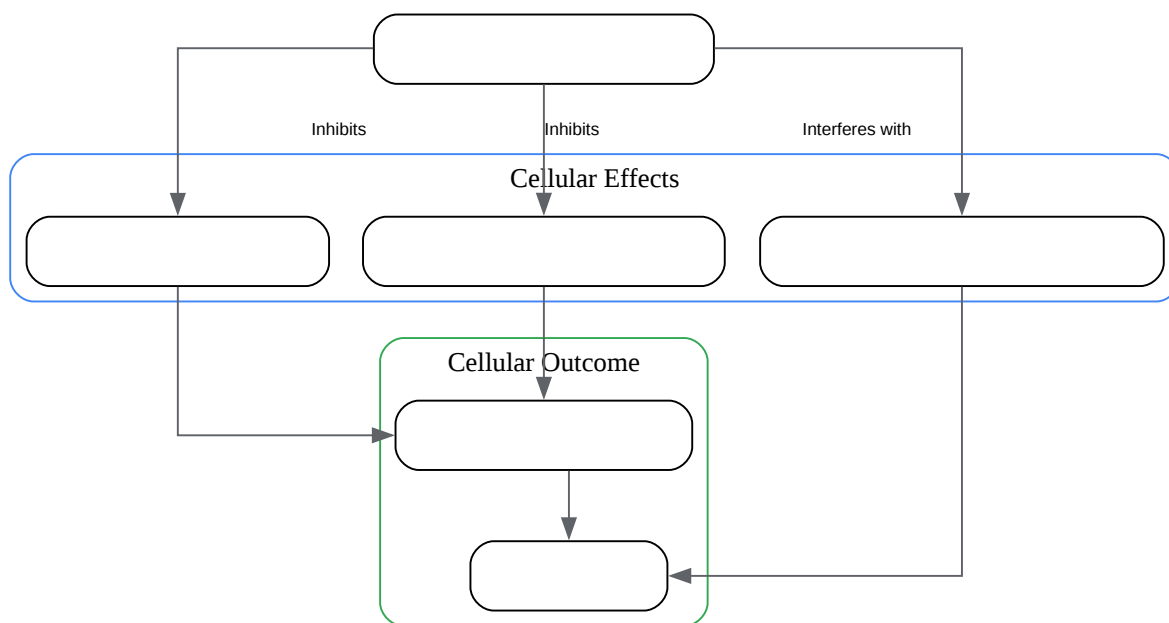 Inhibits
Inhibits
Interferes with
Cellular Effects
Cellular Outcome